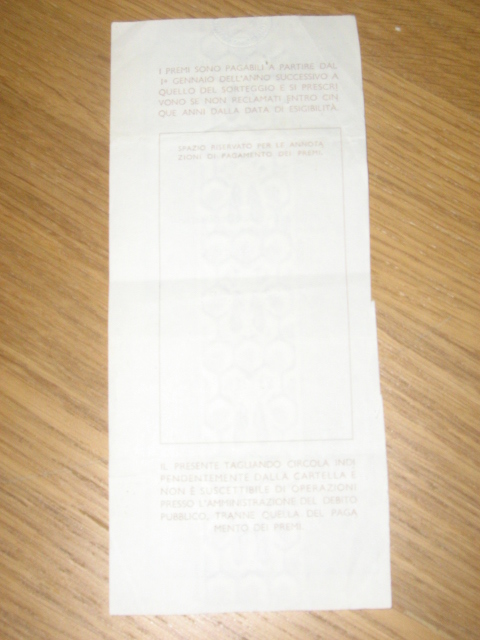 I PREMI SONO PAGABILI A PARTIRE DAL
1º GENNAIO DELL'ANNO SUCCESSIVO A
QUELLO DEL SORTEGGIO E SI PRESCRI
VONO SE NON RECLAMATI ENTRO CIN
QUE ANNI DALLA DATA DI ESIGIBILITÀ.
SPAZIO RISERVATO PER LE ANNOTA
ZIONI DI PAGAMENTO DEI PREMI
IL PRESENTE TAGLIANDO CIRCOLA INDI
PENDENTEMENTE DALLA CARTELLA E
NON È SUSCETTIBILE DI OPERAZIONI
PRESSO L'AMMINISTRAZIONE DEL DEBITO
PUBBLICO, TRANNE QUELLA DEL PAGA
MENTO DEI PREMI.